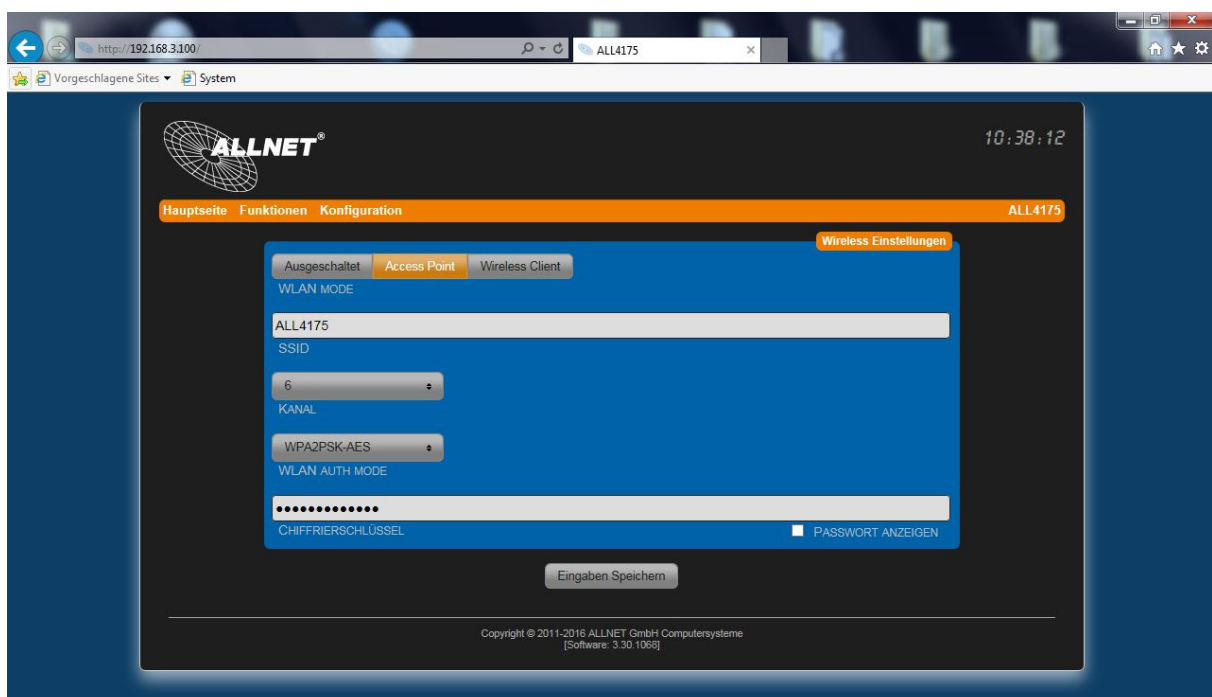 http://192.168.3.100/
ALL4175
Vorgeschlagene Sites
System
ALLNET®
10:38:12
Hauptseite Funktionen Konfiguration
ALL4175
Wireless Einstellungen
Ausgeschaltet Access Point Wireless Client
WLAN MODE
ALL4175
SSID
6
KANAL
WPA2PSK-AES
WLAN AUTH MODE
•••••••••••••
CHIFFRIERSCHLÜSSEL
PASSWORT ANZEIGEN
Eingaben Speichern
Copyright © 2011-2016 ALLNET GmbH Computersysteme
[Software: 3.30.1068]